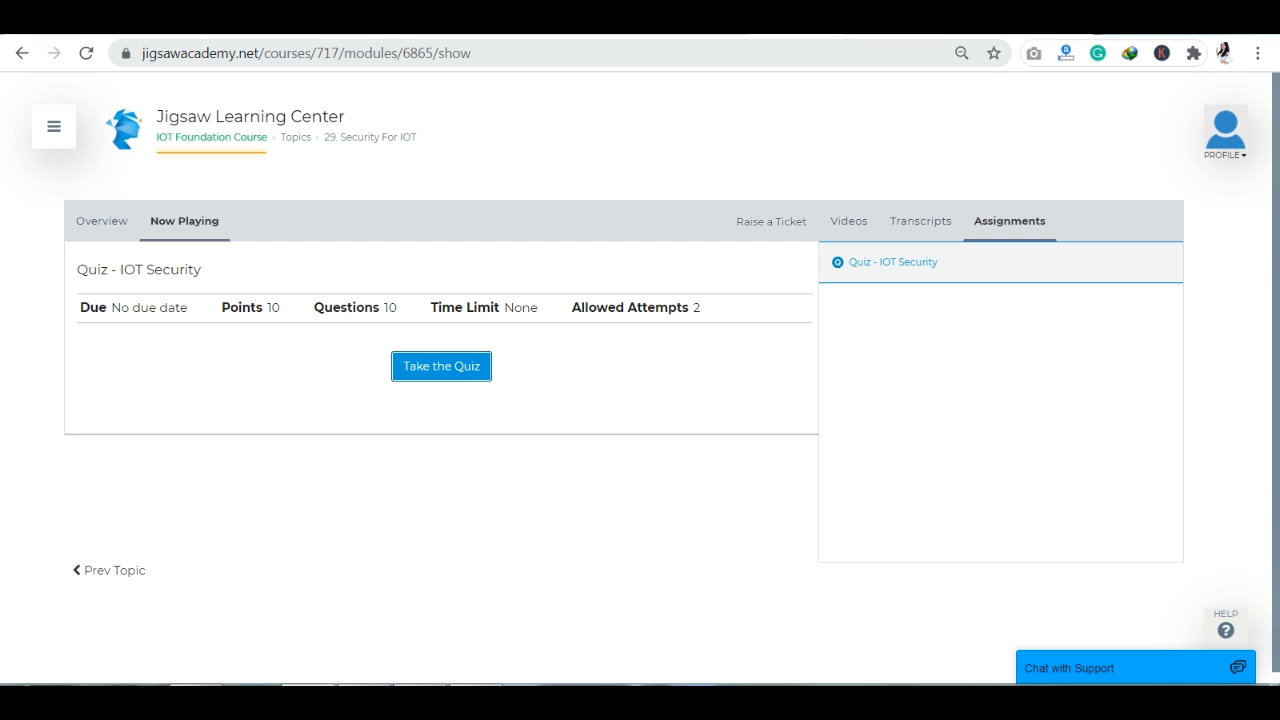 jigsawacademy.net/courses/717/modules/6865/show
Jigsaw Learning Center
IOT Foundation Course • Topics • 29. Security For IOT
PROFILE
Overview Now Playing Raise a Ticket Videos Transcripts Assignments
Quiz - IOT Security
Q Quiz - IOT Security
Due No due date Points 10 Questions 10 Time Limit None Allowed Attempts 2
Take the Quiz
Prev Topic
HELP
?
Chat with Support